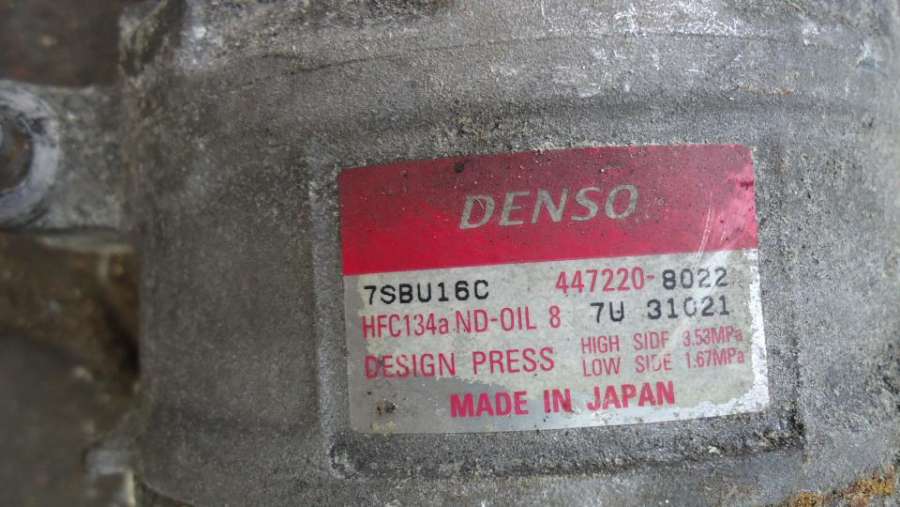 DENSO
7SBU16C 447220-8022
HFC134a ND-OIL 8 7U 31021
DESIGN PRESS HIGH SIDE 3.53MPa
LOW SIDE 1.67MPa
MADE IN JAPAN